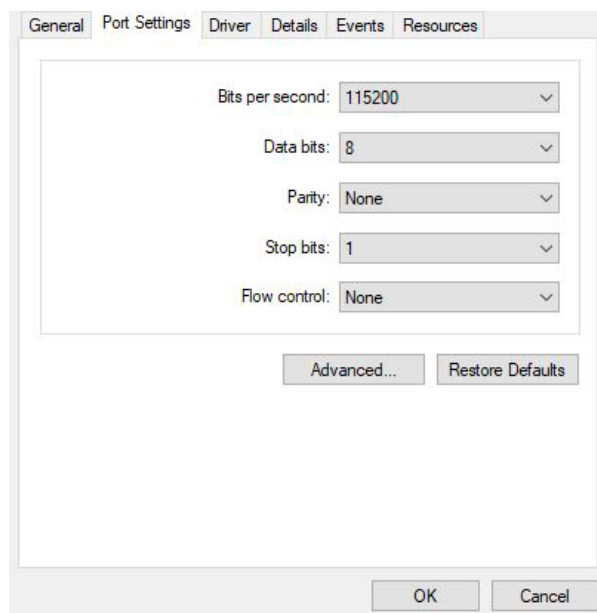 General Port Settings Driver Details Events Resources
Bits per second: 115200
Data bits: 8
Parity: None
Stop bits: 1
Flow control: None
Advanced... Restore Defaults
OK Cancel